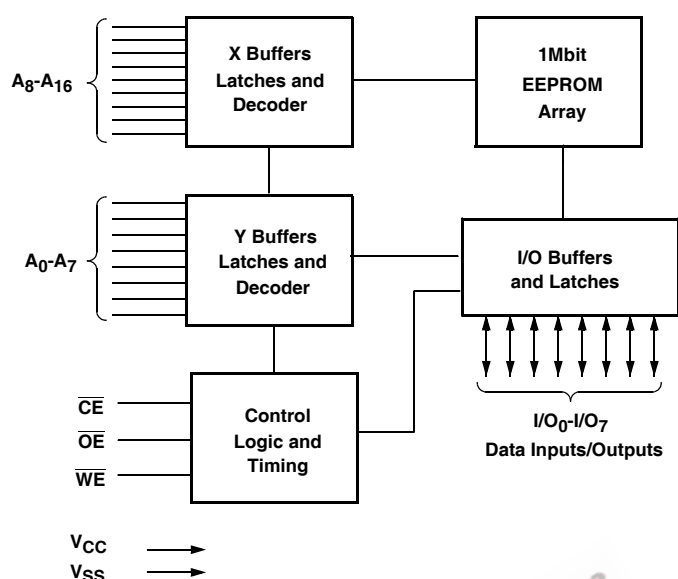 X Buffers
Latches and
Decoder
1Mbit
EEPROM
Array
A8-A16
Y Buffers
Latches and
Decoder
I/O Buffers
and Latches
A0-A7
CE
OE
WE
Control
Logic and
Timing
I/O0-I/O7
Data Inputs/Outputs
VCC
VSS